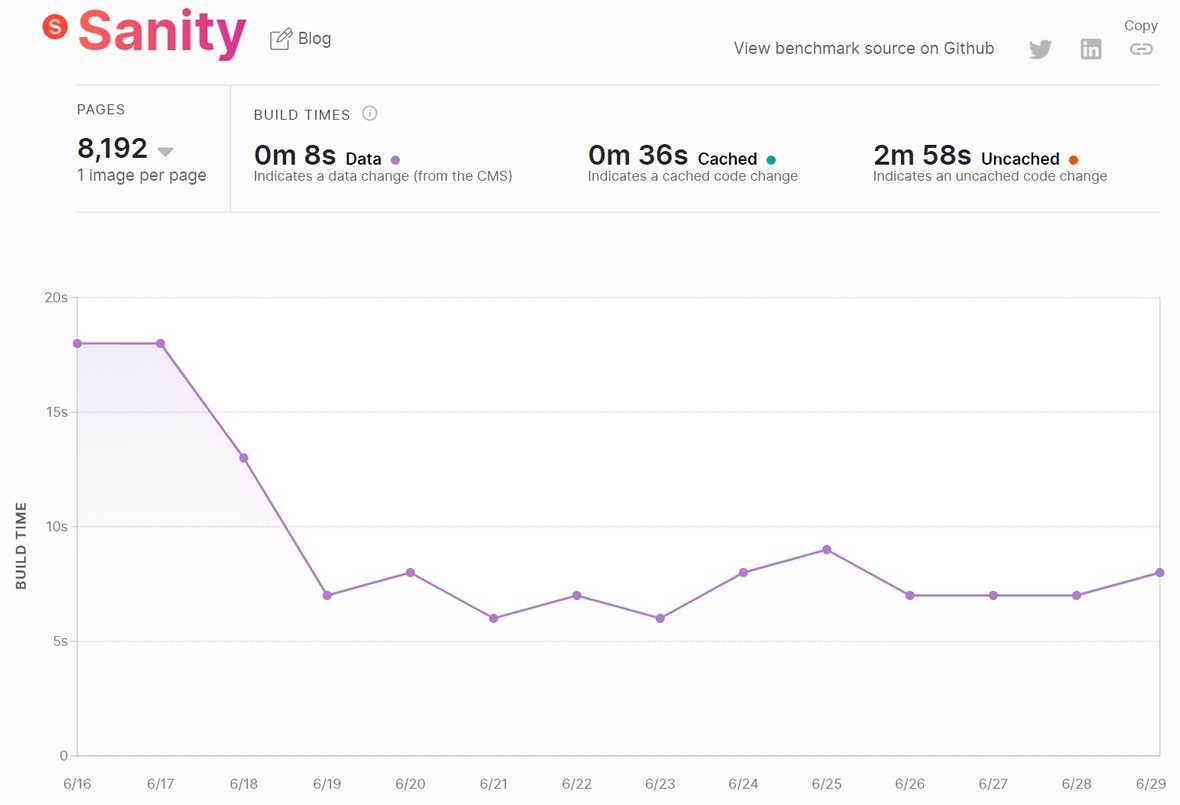 S Sanity
Blog
View benchmark source on Github
Copy
PAGES
8,192
1 image per page
BUILD TIMES
0m 8s Data
Indicates a data change (from the CMS)
0m 36s Cached
Indicates a cached code change
2m 58s Uncached
Indicates an uncached code change
BUILD TIME
20s
15s
10s
5s
0
6/16 6/17 6/18 6/19 6/20 6/21 6/22 6/23 6/24 6/25 6/26 6/27 6/28 6/29